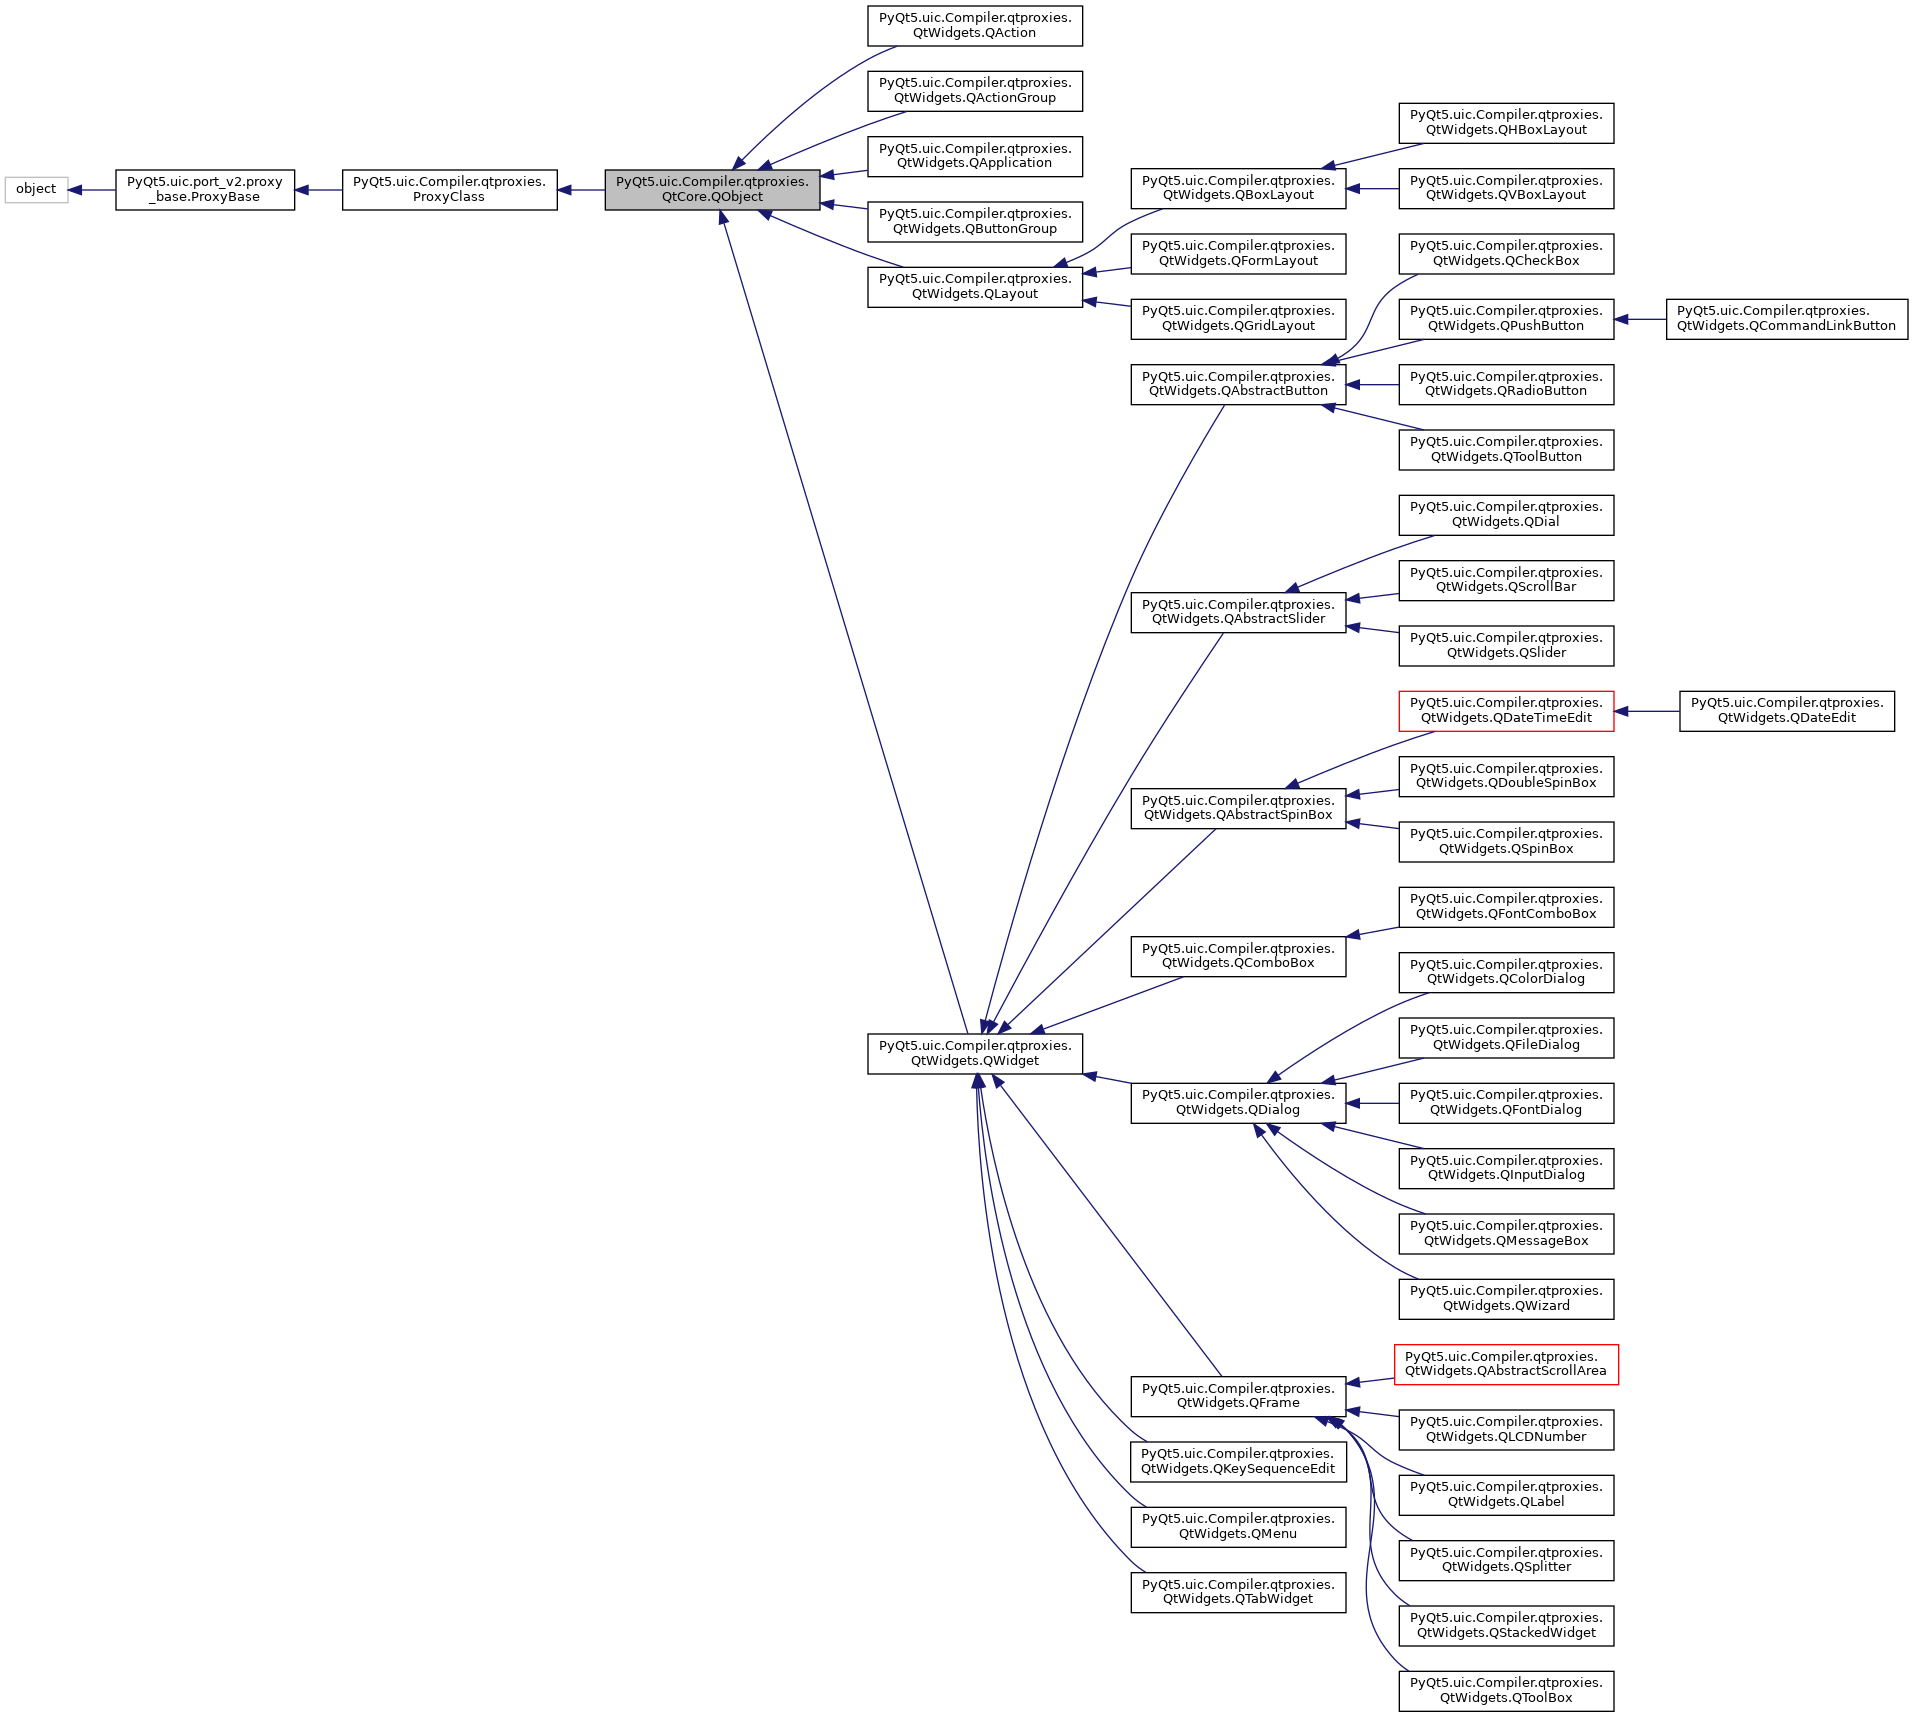 object
PyQt5.uic.port_v2.proxy
_base.ProxyBase
PyQt5.uic.Compiler.qtproxies.
ProxyClass
PyQt5.uic.Compiler.qtproxies.
QtCore.QObject
PyQt5.uic.Compiler.qtproxies.
QtWidgets.QAction
PyQt5.uic.Compiler.qtproxies.
QtWidgets.QActionGroup
PyQt5.uic.Compiler.qtproxies.
QtWidgets.QApplication
PyQt5.uic.Compiler.qtproxies.
QtWidgets.QButtonGroup
PyQt5.uic.Compiler.qtproxies.
QtWidgets.QLayout
PyQt5.uic.Compiler.qtproxies.
QtWidgets.QWidget
PyQt5.uic.Compiler.qtproxies.
QtWidgets.QBoxLayout
PyQt5.uic.Compiler.qtproxies.
QtWidgets.QFormLayout
PyQt5.uic.Compiler.qtproxies.
QtWidgets.QGridLayout
PyQt5.uic.Compiler.qtproxies.
QtWidgets.QAbstractButton
PyQt5.uic.Compiler.qtproxies.
QtWidgets.QAbstractSlider
PyQt5.uic.Compiler.qtproxies.
QtWidgets.QAbstractSpinBox
PyQt5.uic.Compiler.qtproxies.
QtWidgets.QComboBox
PyQt5.uic.Compiler.qtproxies.
QtWidgets.QDialog
PyQt5.uic.Compiler.qtproxies.
QtWidgets.QFrame
PyQt5.uic.Compiler.qtproxies.
QtWidgets.QKeySequenceEdit
PyQt5.uic.Compiler.qtproxies.
QtWidgets.QMenu
PyQt5.uic.Compiler.qtproxies.
QtWidgets.QTabWidget
PyQt5.uic.Compiler.qtproxies.
QtWidgets.QHBoxLayout
PyQt5.uic.Compiler.qtproxies.
QtWidgets.QVBoxLayout
PyQt5.uic.Compiler.qtproxies.
QtWidgets.QCheckBox
PyQt5.uic.Compiler.qtproxies.
QtWidgets.QPushButton
PyQt5.uic.Compiler.qtproxies.
QtWidgets.QRadioButton
PyQt5.uic.Compiler.qtproxies.
QtWidgets.QToolButton
PyQt5.uic.Compiler.qtproxies.
QtWidgets.QDial
PyQt5.uic.Compiler.qtproxies.
QtWidgets.QScrollBar
PyQt5.uic.Compiler.qtproxies.
QtWidgets.QSlider
PyQt5.uic.Compiler.qtproxies.
QtWidgets.QDateTimeEdit
PyQt5.uic.Compiler.qtproxies.
QtWidgets.QDoubleSpinBox
PyQt5.uic.Compiler.qtproxies.
QtWidgets.QSpinBox
PyQt5.uic.Compiler.qtproxies.
QtWidgets.QFontComboBox
PyQt5.uic.Compiler.qtproxies.
QtWidgets.QColorDialog
PyQt5.uic.Compiler.qtproxies.
QtWidgets.QFileDialog
PyQt5.uic.Compiler.qtproxies.
QtWidgets.QFontDialog
PyQt5.uic.Compiler.qtproxies.
QtWidgets.QInputDialog
PyQt5.uic.Compiler.qtproxies.
QtWidgets.QMessageBox
PyQt5.uic.Compiler.qtproxies.
QtWidgets.QWizard
PyQt5.uic.Compiler.qtproxies.
QtWidgets.QAbstractScrollArea
PyQt5.uic.Compiler.qtproxies.
QtWidgets.QLCDNumber
PyQt5.uic.Compiler.qtproxies.
QtWidgets.QLabel
PyQt5.uic.Compiler.qtproxies.
QtWidgets.QSplitter
PyQt5.uic.Compiler.qtproxies.
QtWidgets.QStackedWidget
PyQt5.uic.Compiler.qtproxies.
QtWidgets.QToolBox
PyQt5.uic.Compiler.qtproxies.
QtWidgets.QCommandLinkButton
PyQt5.uic.Compiler.qtproxies.
QtWidgets.QDateEdit